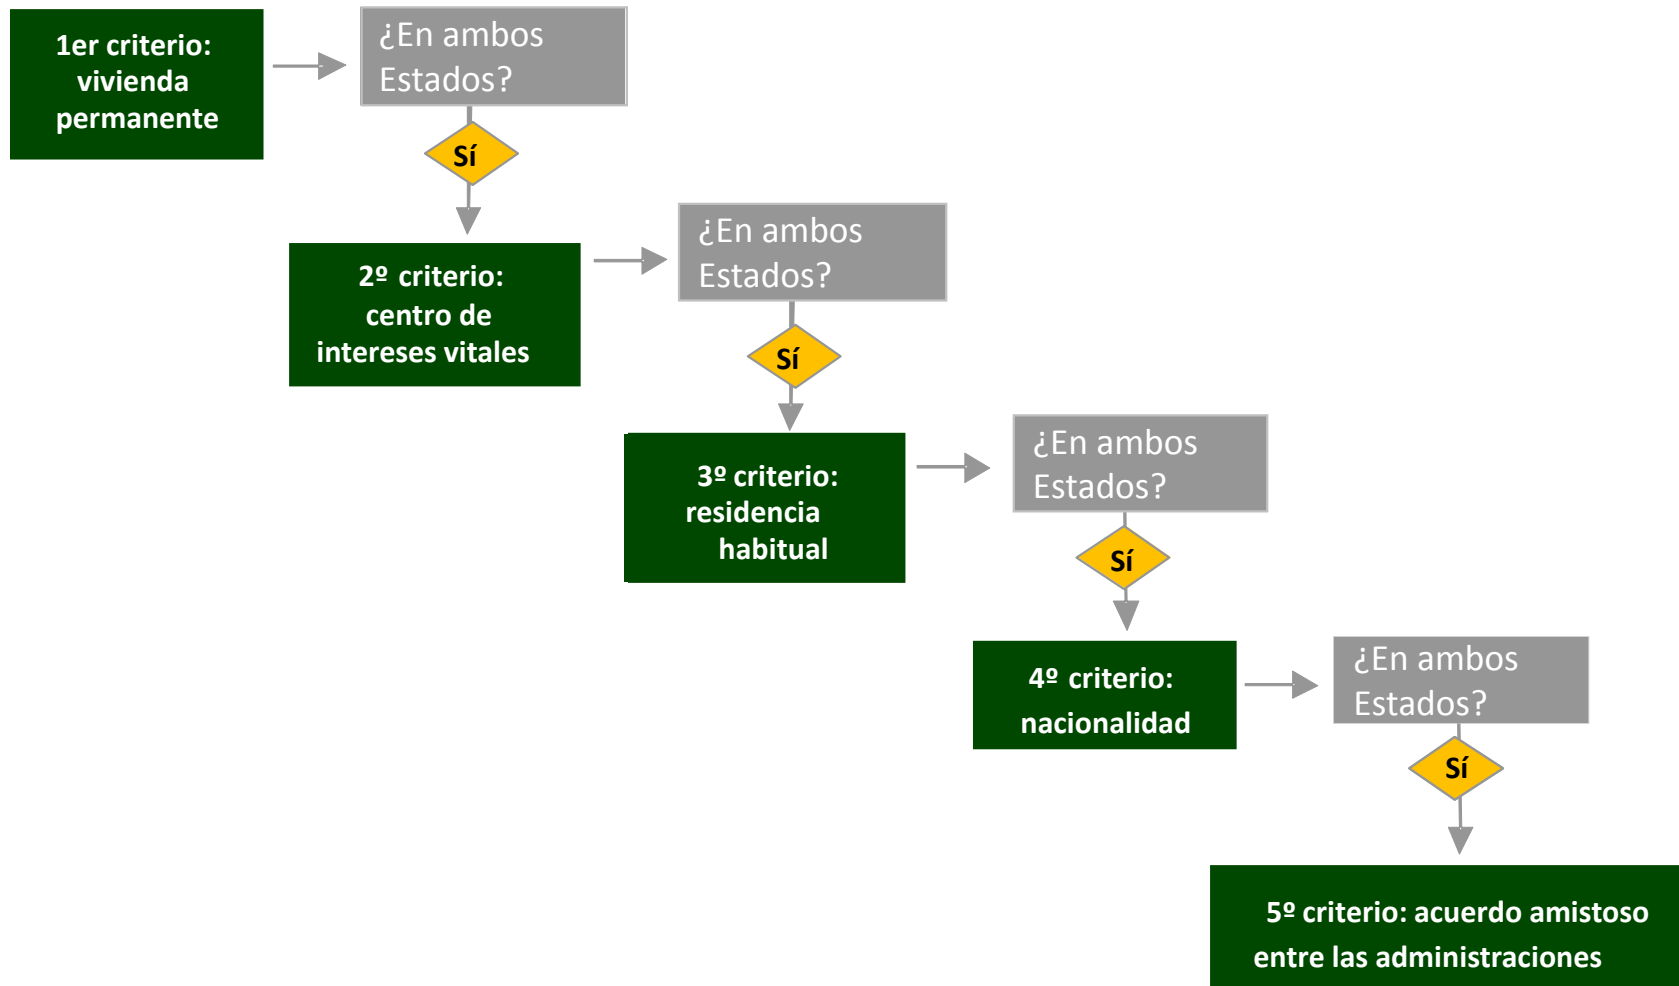 1er criterio:
vivienda
permanente
¿En ambos
Estados?
Sí
2º criterio:
centro de
intereses vitales
¿En ambos
Estados?
Sí
3º criterio:
residencia
habitual
¿En ambos
Estados?
Sí
4º criterio:
nacionalidad
¿En ambos
Estados?
Sí
5º criterio: acuerdo amistoso
entre las administraciones